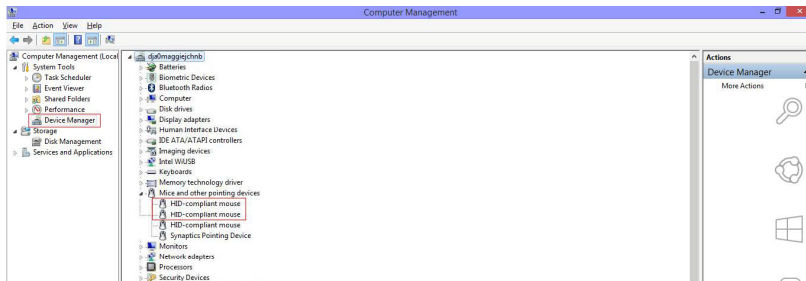 Computer Management
File Action View Help
Computer Management (Local
System Tools
Task Scheduler
Event Viewer
Shared Folders
Performance
Device Manager
Storage
Disk Management
Services and Applications
dja0maggiejchnb
Batteries
Biometric Devices
Bluetooth Radios
Computer
Disk drives
Display adapters
Human Interface Devices
IDE ATA/ATAPI controllers
Imaging devices
Intel WiUSB
Keyboards
Memory technology driver
Mice and other pointing devices
HID-compliant mouse
HID-compliant mouse
HID-compliant mouse
Synaptics Pointing Device
Monitors
Network adapters
Processors
Security Devices
Actions
Device Manager
More Actions